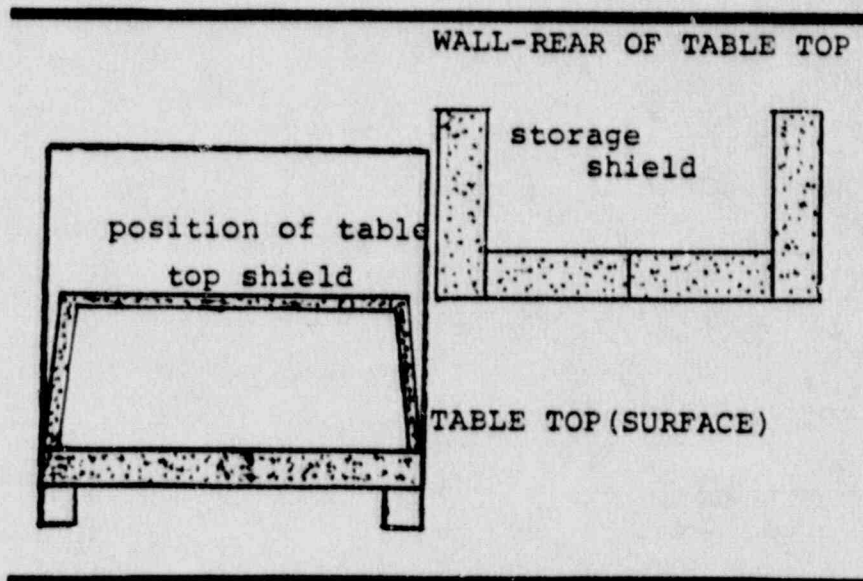 WALL-REAR OF TABLE TOP
storage
shield
position of table
top shield
TABLE TOP(SURFACE)